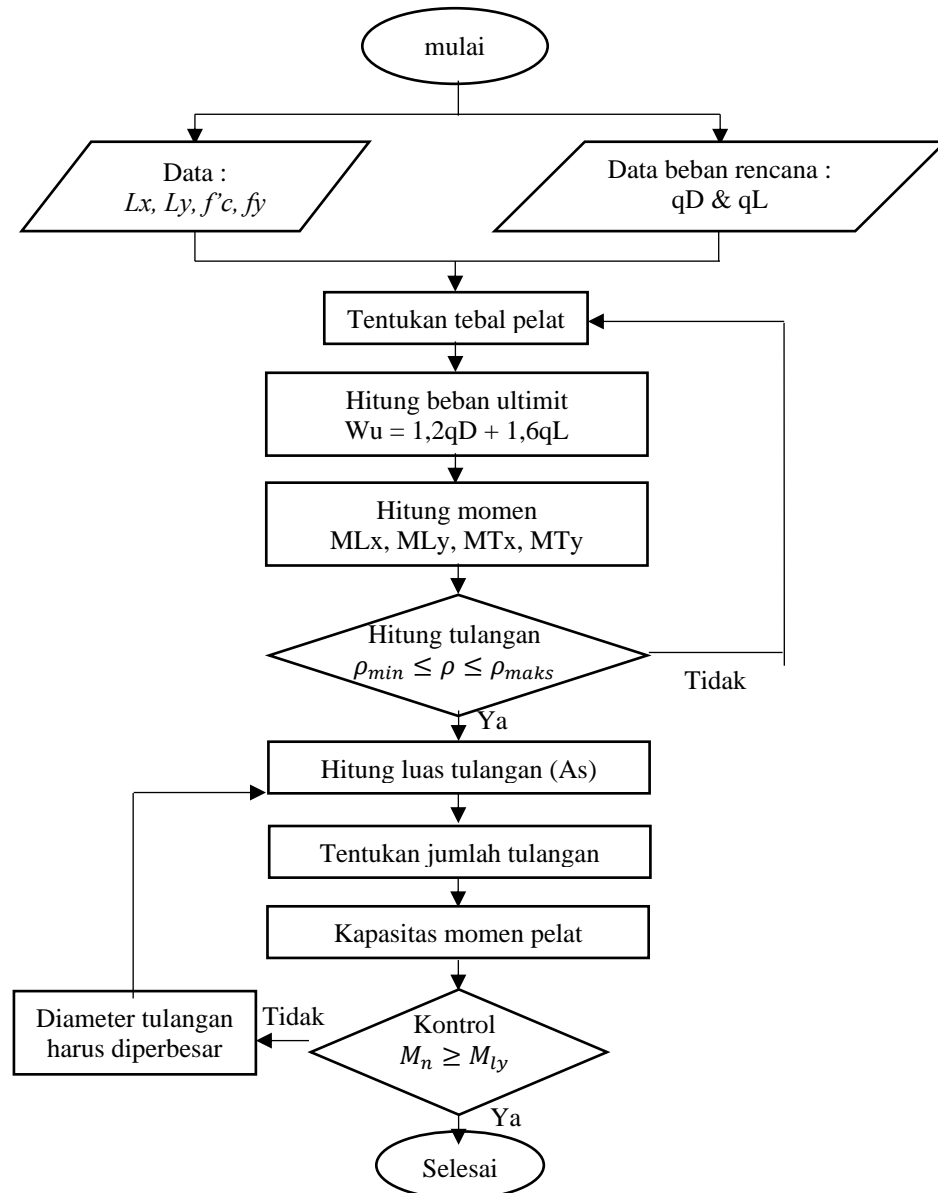 mulai
Data :
Lx, Ly, f’c, fy
Data beban rencana :
qD & qL
Tentukan tebal pelat
Hitung beban ultimit
Wu = 1,2qD + 1,6qL
Hitung momen
MLx, MLy, MTx, MTy
Hitung tulangan
𝜌𝑚𝑖𝑛 ≤ 𝜌 ≤ 𝜌𝑚𝑎𝑘𝑠
Tidak
Ya
Hitung luas tulangan (As)
Tentukan jumlah tulangan
Kapasitas momen pelat
Kontrol
𝑀𝑛 ≥ 𝑀𝑙𝑦
Tidak
Diameter tulangan
harus diperbesar
Ya
Selesai